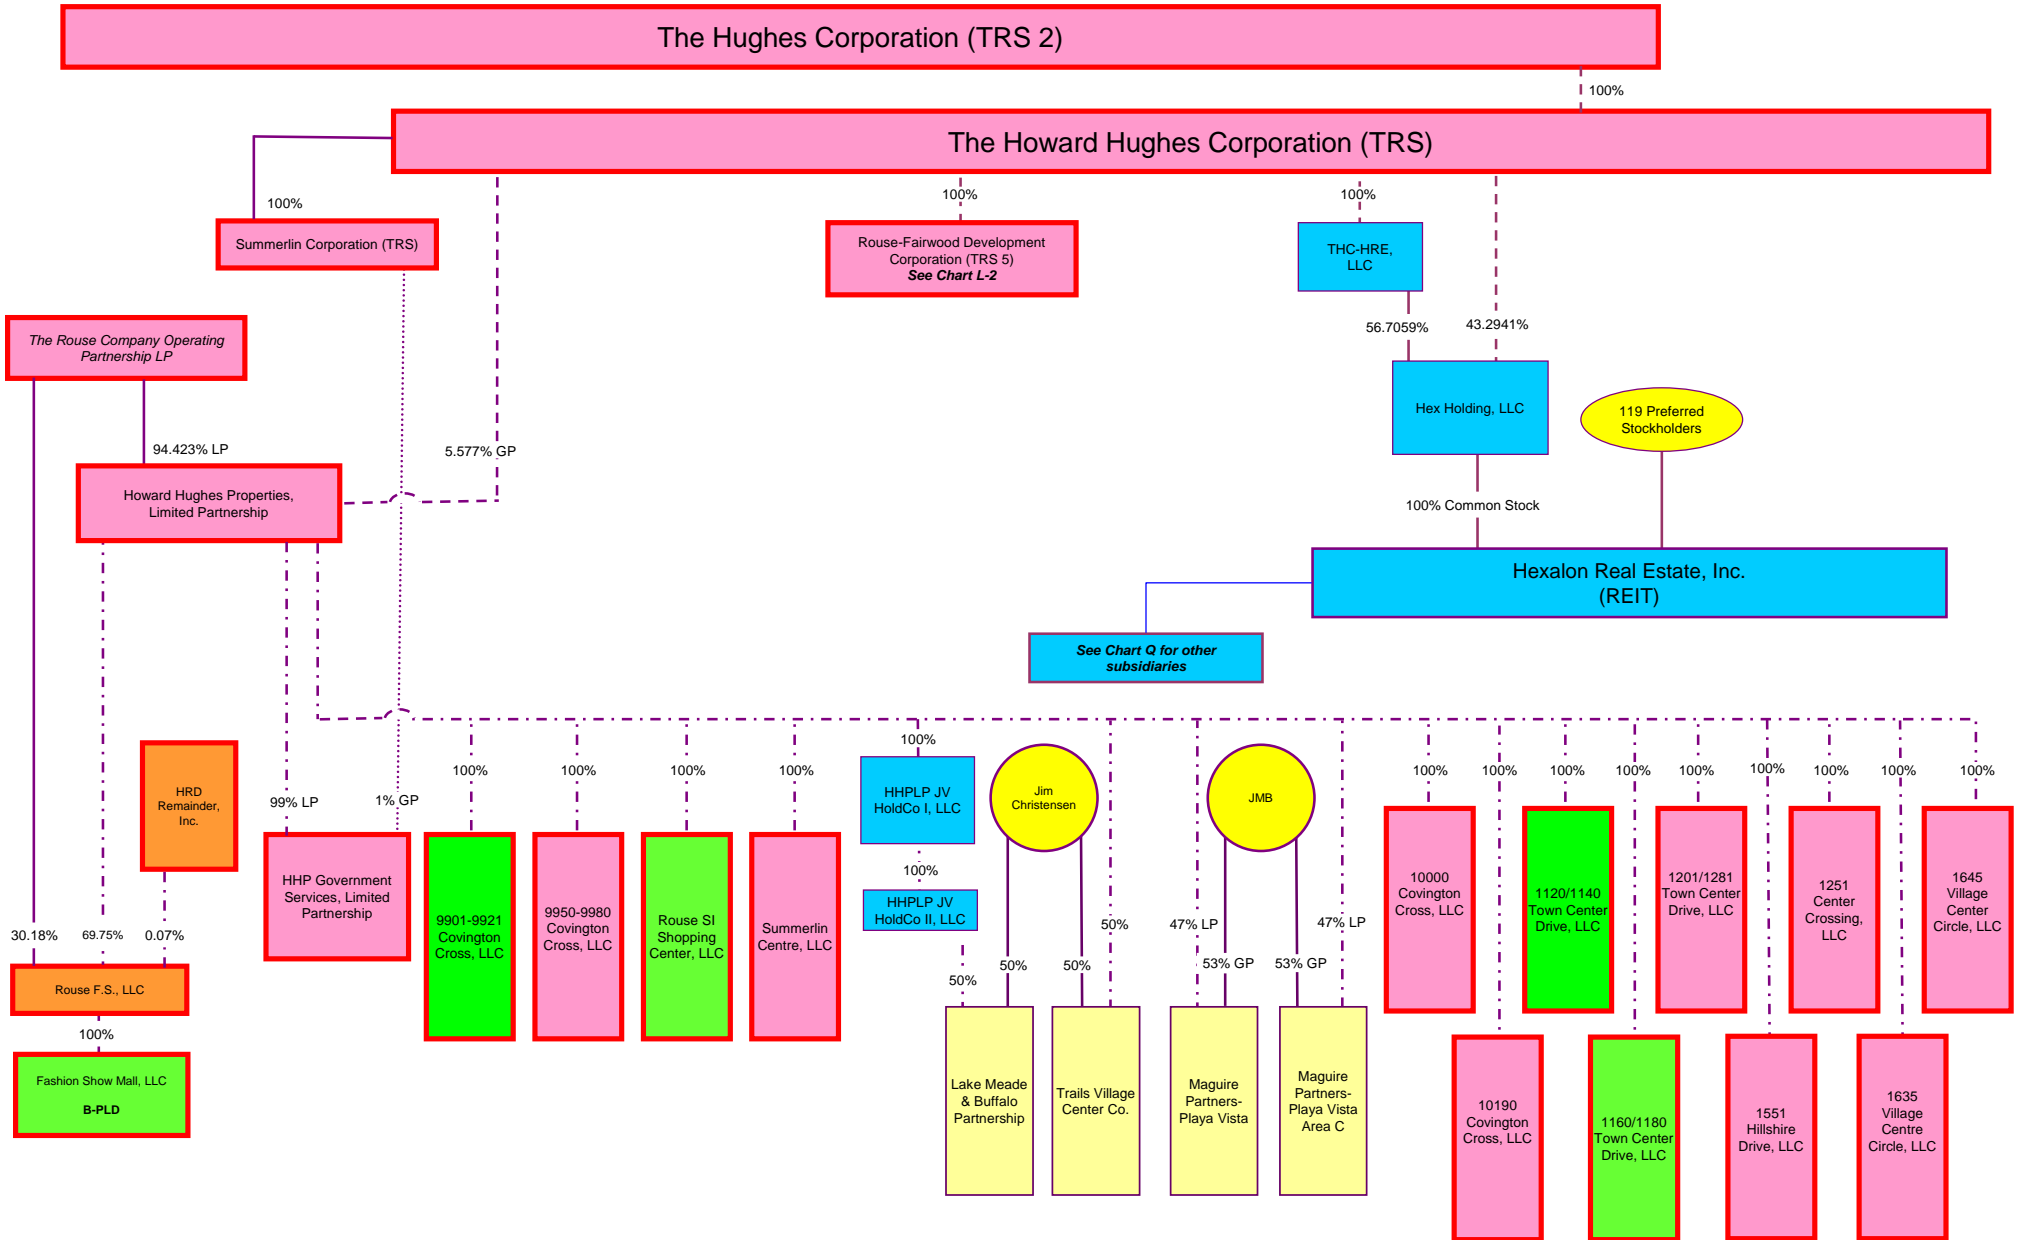 The Hughes Corporation (TRS 2)
100%
The Howard Hughes Corporation (TRS)
100%
100%
100%
Summerlin Corporation (TRS)
Rouse-Fairwood Development
Corporation (TRS 5)
See Chart L-2
THC-HRE,
LLC
56.7059%
43.2941%
The Rouse Company Operating
Partnership LP
Hex Holding, LLC
119 Preferred
Stockholders
94.423% LP
5.577% GP
Howard Hughes Properties,
Limited Partnership
100% Common Stock
Hexalon Real Estate, Inc.
(REIT)
See Chart Q for other
subsidiaries
HRD
Remainder,
Inc.
99% LP
1% GP
100%
100%
100%
100%
100%
HHPLP JV
HoldCo I, LLC
100%
HHPLP JV
HoldCo II, LLC
Jim
Christensen
JMB
100%
100%
100%
100%
100%
100%
100%
100%
100%
30.18%
69.75%
0.07%
Rouse F.S., LLC
100%
Fashion Show Mall, LLC
B-PLD
HHP Government
Services, Limited
Partnership
9901-9921
Covington
Cross, LLC
9950-9980
Covington
Cross, LLC
Rouse SI
Shopping
Center, LLC
Summerlin
Centre, LLC
50%
50%
50%
50%
47% LP
53% GP
53% GP
47% LP
Lake Meade
& Buffalo
Partnership
Trails Village
Center Co.
Maguire
Partners-
Playa Vista
Maguire
Partners-
Playa Vista
Area C
10000
Covington
Cross, LLC
10190
Covington
Cross, LLC
1120/1140
Town Center
Drive, LLC
1160/1180
Town Center
Drive, LLC
1201/1281
Town Center
Drive, LLC
1551
Hillshire
Drive, LLC
1251
Center
Crossing,
LLC
1635
Village
Centre
Circle, LLC
1645
Village
Center
Circle, LLC